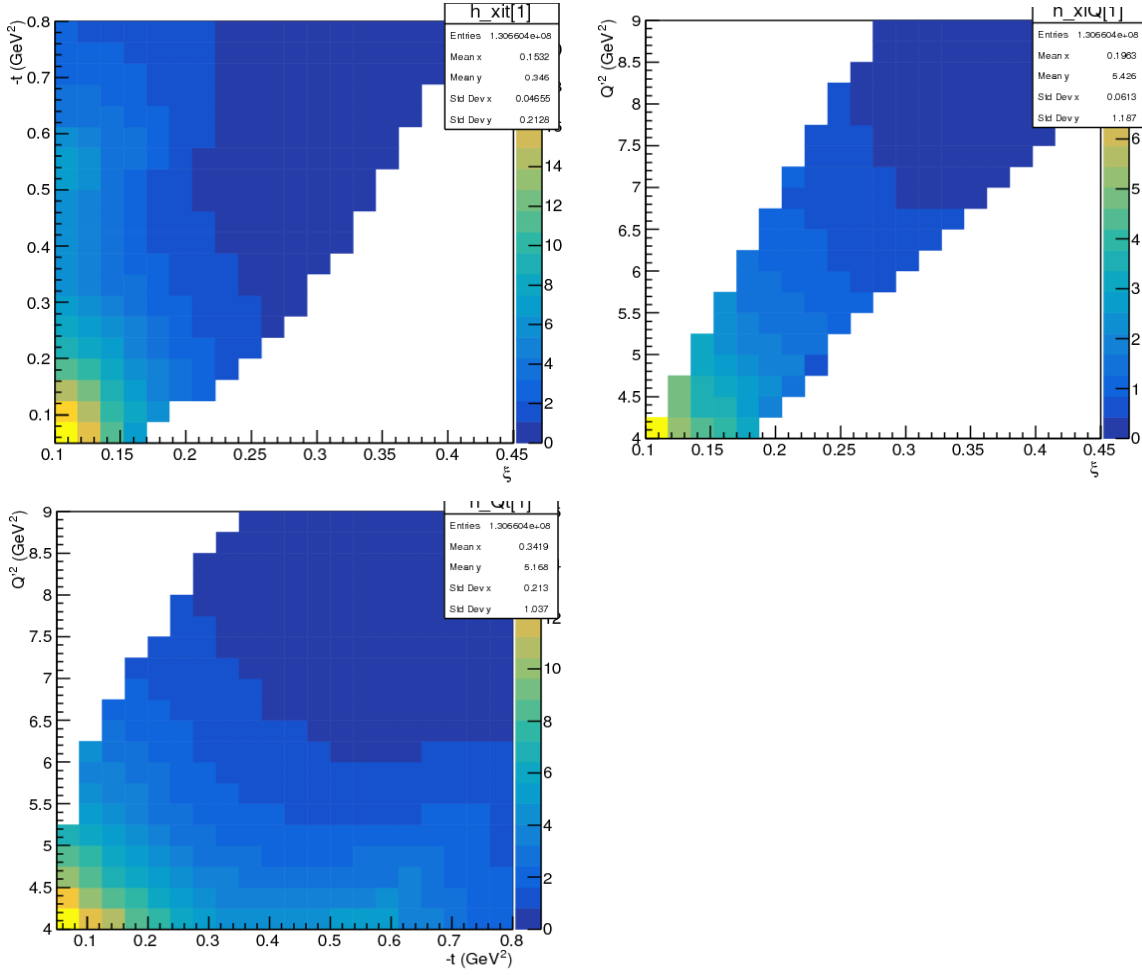 h_xit[1]
Entries 1.306604e+08
Mean x 0.1532
Mean y 0.346
Std Dev x 0.04655
Std Dev y 0.2128
-t (GeV²)
0.8
0.7
0.6
0.5
0.4
0.3
0.2
0.1
0.1 0.15 0.2 0.25 0.3 0.35 0.4 0.45
ξ
14
12
10
8
6
4
2
0
h_xiQ[1]
Entries 1.306604e+08
Mean x 0.1963
Mean y 5.426
Std Dev x 0.0613
Std Dev y 1.187
Q'² (GeV²)
9
8.5
8
7.5
7
6.5
6
5.5
5
4.5
4
0.1 0.15 0.2 0.25 0.3 0.35 0.4 0.45
ξ
6
5
4
3
2
1
0
h_Qt[1]
Entries 1.306604e+08
Mean x 0.3419
Mean y 5.168
Std Dev x 0.213
Std Dev y 1.037
Q'² (GeV²)
9
8.5
8
7.5
7
6.5
6
5.5
5
4.5
4
0.1 0.2 0.3 0.4 0.5 0.6 0.7 0.8
-t (GeV²)
12
10
8
6
4
2
0